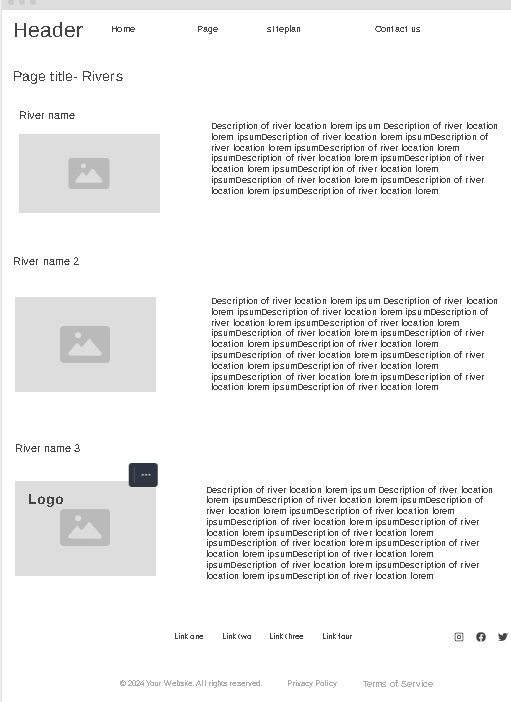 Header Home Page siteplan Contact us
Page title- Rivers
River name
Description of river location lorem ipsum Description of river location
lorem ipsumDescription of river location lorem ipsumDescription of
river location lorem ipsumDescription of river location lorem
ipsumDescription of river location lorem ipsumDescription of river
location lorem ipsumDescription of river location lorem
ipsumDescription of river location lorem ipsumDescription of river
location lorem ipsumDescription of river location lorem
River name 2
Description of river location lorem ipsum Description of river location
lorem ipsumDescription of river location lorem ipsumDescription of
river location lorem ipsumDescription of river location lorem
ipsumDescription of river location lorem ipsumDescription of river
location lorem ipsumDescription of river location lorem
ipsumDescription of river location lorem ipsumDescription of river
location lorem ipsumDescription of river location lorem
ipsumDescription of river location lorem ipsumDescription of river
location lorem ipsumDescription of river location lorem
River name 3
Logo
Description of river location lorem ipsum Description of river location
lorem ipsumDescription of river location lorem ipsumDescription of
river location lorem ipsumDescription of river location lorem
ipsumDescription of river location lorem ipsumDescription of river
location lorem ipsumDescription of river location lorem
ipsumDescription of river location lorem ipsumDescription of river
location lorem ipsumDescription of river location lorem
ipsumDescription of river location lorem ipsumDescription of river
location lorem ipsumDescription of river location lorem
Link one Link two Link three Link four
© 2024 Your Website. All rights reserved. Privacy Policy Terms of Service